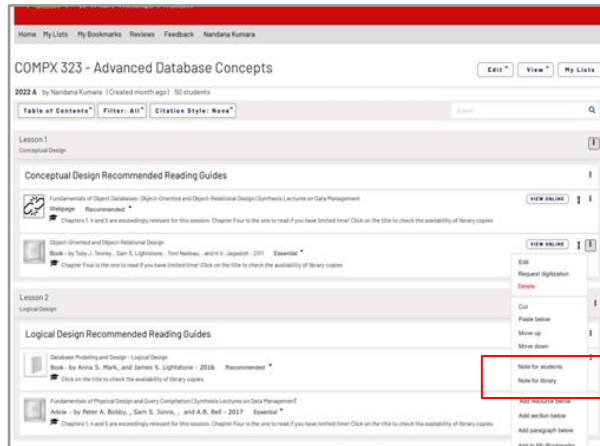 Home My Lists My Bookmarks Reviews Feedback Nandana Kumara
COMPX 323 - Advanced Database Concepts
Edit View My Lists
2022 A by Nandana Kumara | (Created month ago) | 50 students
Table of Contents Filter: All Citation Style: None Search
Lesson 1
Conceptual Design
Conceptual Design Recommended Reading Guides
Fundamentals of Object Databases: Object-Oriented and Object-Relational Design | Synthesis Lectures on Data Management
VIEW ONLINE
Webpage Recommended
Chapters 1, 4 and 5 are exceedingly relevant for this session. Chapter Four is the one to read if you have limited time! Click on the title to check the availability of library copies
Object-Oriented and Object-Relational Design
VIEW ONLINE
Book - by Toby J. Teorey, Sam S. Lightstone, Tom Nadeau, and H.V. Jagadish - 2011 Essential
Chapter Four is the one to read if you have limited time! Click on the title to check the availability of library copies
Edit
Request digitization
Delete
Cut
Paste below
Move up
Move down
Note for students
Note for library
Add resource below
Add section below
Add paragraph below
Add to My Bookmarks
Lesson 2
Logical Design
Logical Design Recommended Reading Guides
Database Modeling and Design : Logical Design
Book - by Anna S. Mark, and James S. Lightstone - 2016 Recommended
Click on the title to check the availability of library copies
Fundamentals of Physical Design and Query Compilation (Synthesis Lectures on Data Management)
Article - by Peter A. Bobby, , Sam S. Jonns, , and A.B. Bell - 2017 Essential
Chapters 1, 4 and 5 are exceedingly relevant for this session. Chapter Four is the one to read if you have limited time! Click on the title to check the availability of library copies